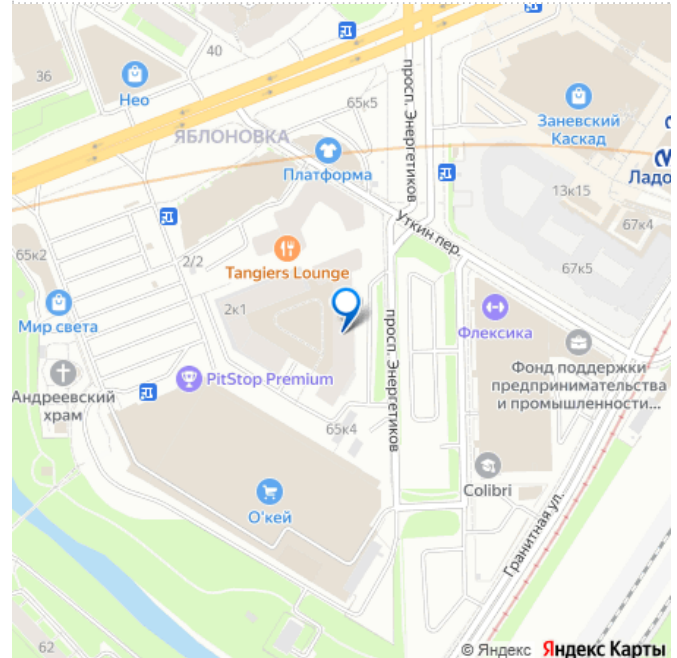 40
36
Нео
65к5
просп. Энергетиков
Заневский
Каскад
ЯБЛОНОВКА
Платформа
Ладо
13к15
67к4
Уткин пер.
65к2
2/2
Tangiers Lounge
67к5
2к1
Мир света
просп. Энергетиков
Флексика
Фонд поддержки
предпринимательства
и промышленности...
Андреевский
храм
PitStop Premium
65к4
Colibri
О'кей
Гранитная ул.
62
© Яндекс Яндекс Карты